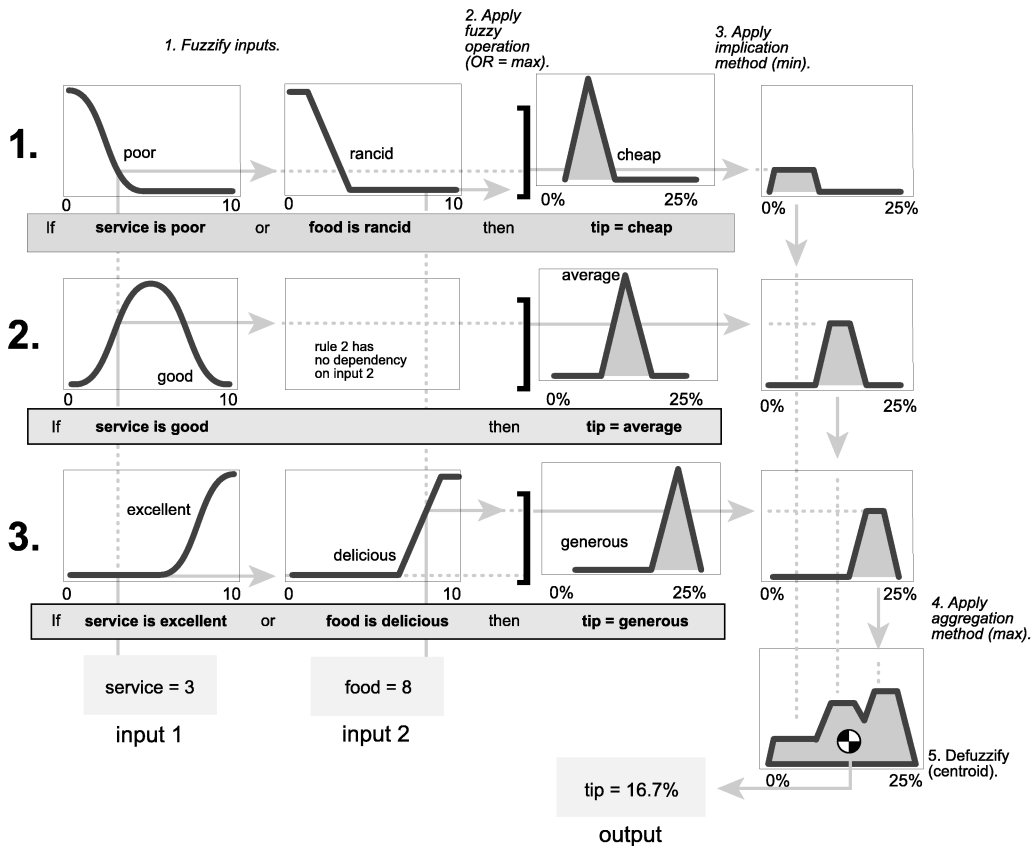 1. Fuzzify inputs.
2. Apply
fuzzy
operation
(OR = max).
3. Apply
implication
method (min).
1.
poor
0
10
rancid
0
10
cheap
0%
25%
0%
25%
If service is poor or food is rancid then tip = cheap
2.
good
0
10
rule 2 has
no dependency
on input 2
average
0%
25%
0%
25%
If service is good then tip = average
3.
excellent
0
10
delicious
0
10
generous
0%
25%
0%
25%
If service is excellent or food is delicious then tip = generous
4. Apply
aggregation
method (max).
service = 3
input 1
food = 8
input 2
0%
25%
5. Defuzzify
(centroid).
tip = 16.7%
output